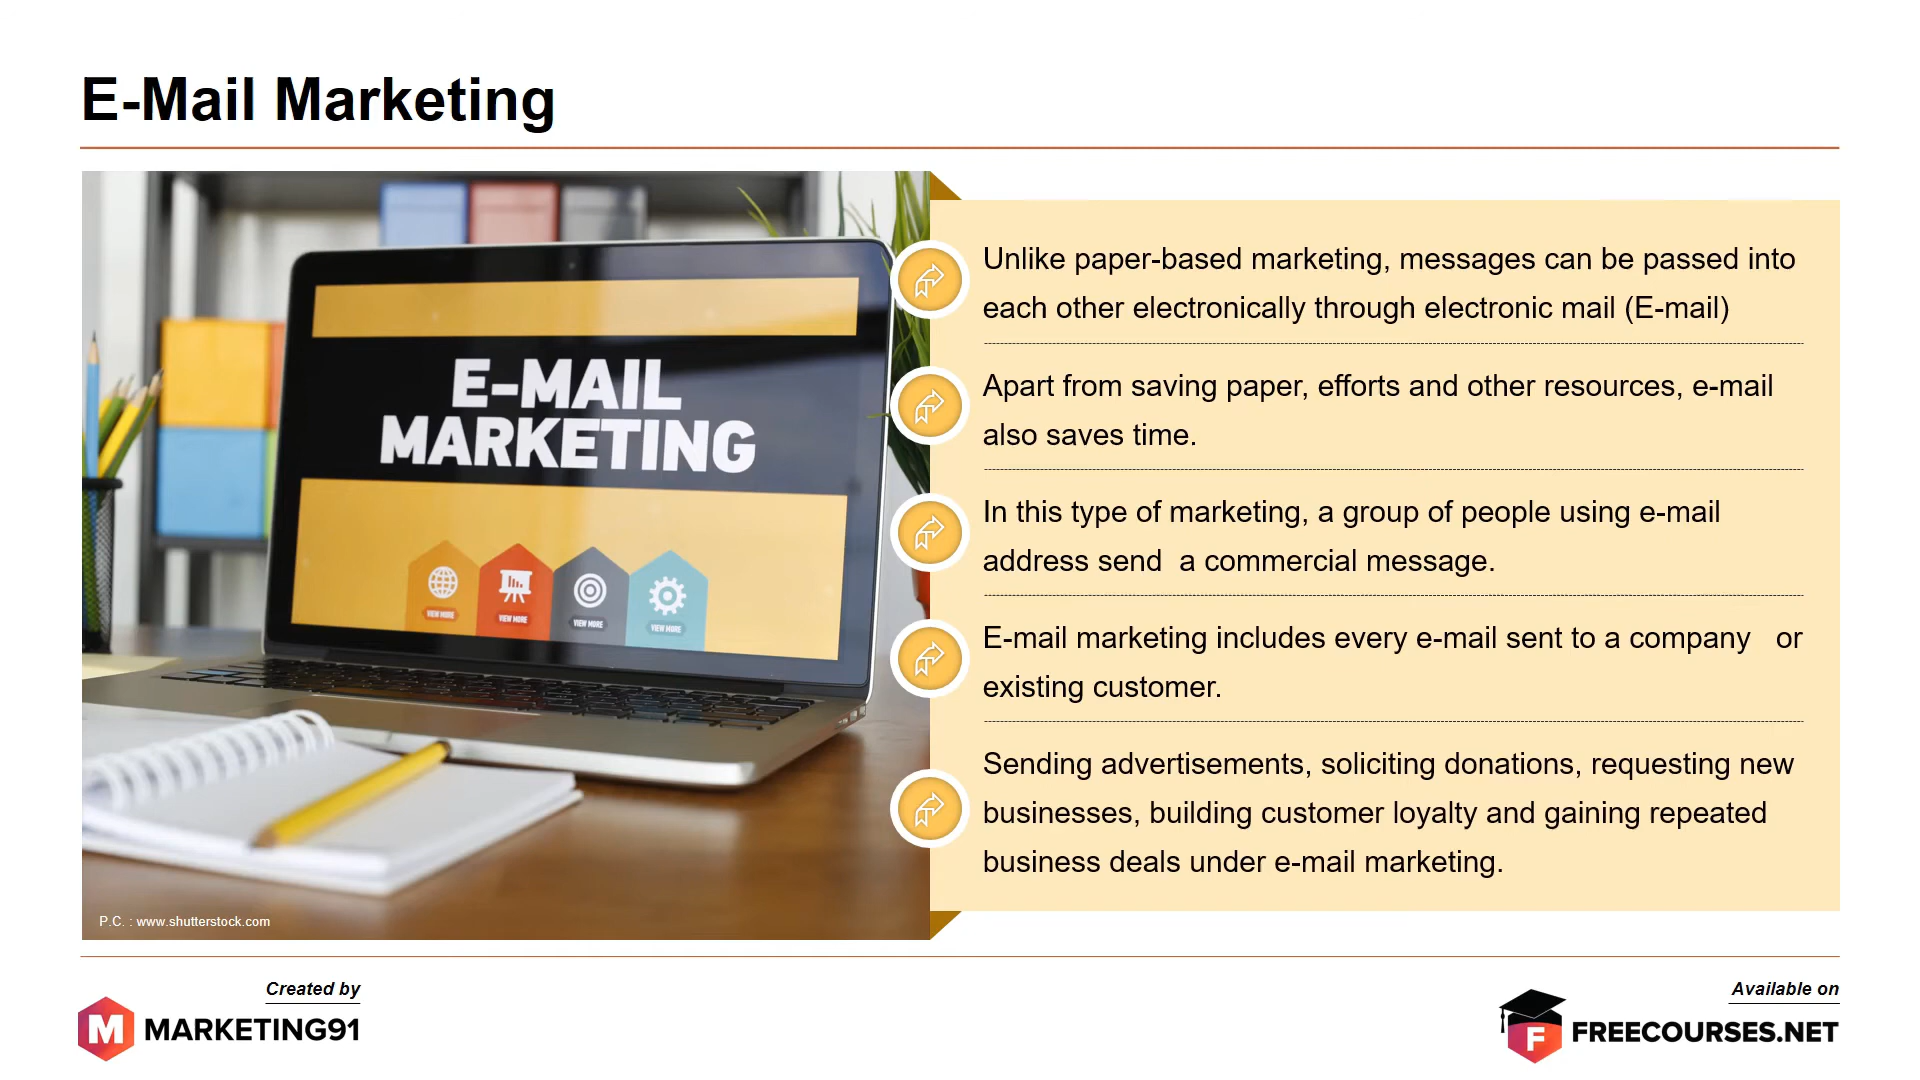 E-Mail Marketing
E-MAIL
MARKETING
VIEW MORE
VIEW MORE
VIEW MORE
VIEW MORE
P.C. : www.shutterstock.com
Unlike paper-based marketing, messages can be passed into
each other electronically through electronic mail (E-mail)
Apart from saving paper, efforts and other resources, e-mail
also saves time.
In this type of marketing, a group of people using e-mail
address send  a commercial message.
E-mail marketing includes every e-mail sent to a company   or
existing customer.
Sending advertisements, soliciting donations, requesting new
businesses, building customer loyalty and gaining repeated
business deals under e-mail marketing.
Created by
M MARKETING91
Available on
F FREECOURSES.NET